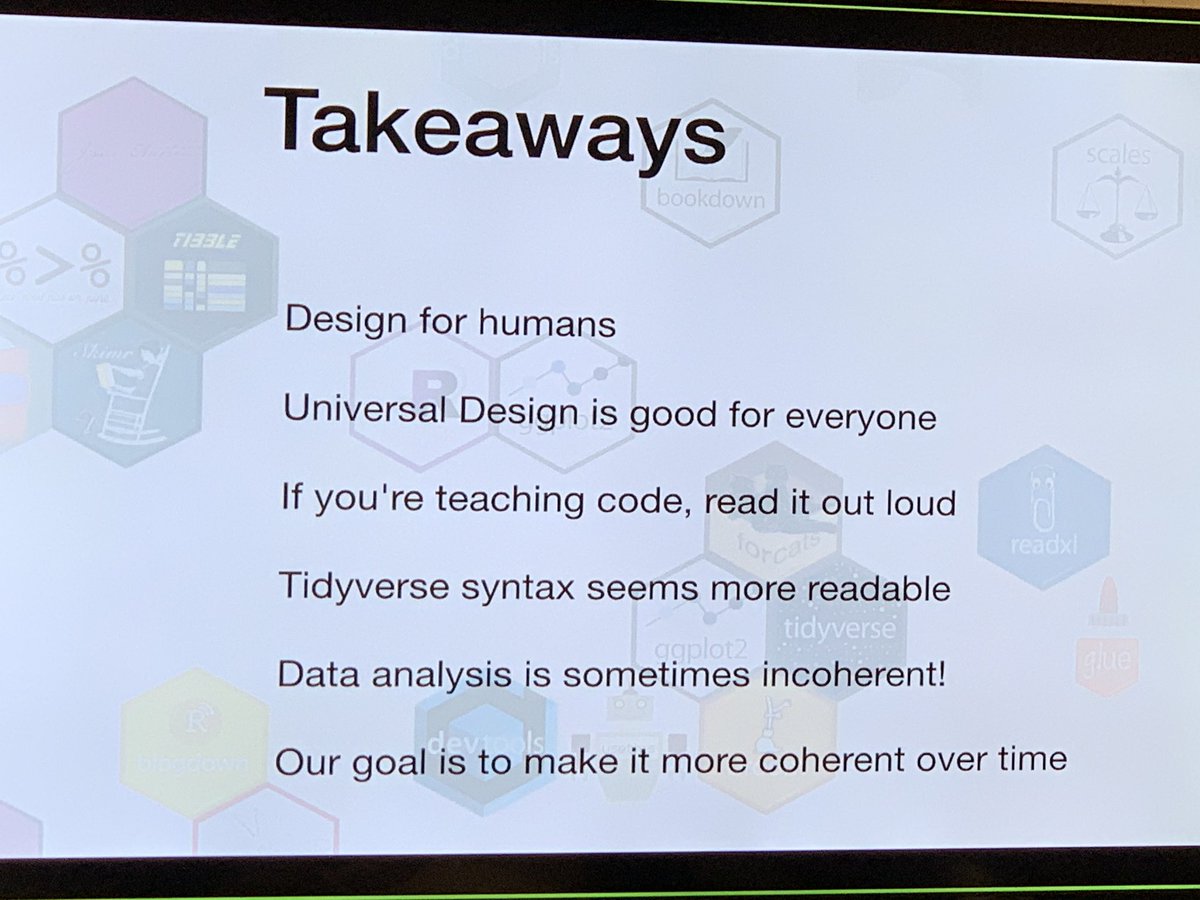 Takeaways
bookdown
scales
% > %
TIBBLE
Design for humans
Skimr
R
ggplot2
Universal Design is good for everyone
If you're teaching code, read it out loud
forcats
readxl
Tidyverse syntax seems more readable
tidyverse
ggplot2
glue
Data analysis is sometimes incoherent!
R
devtools
blogdown
Our goal is to make it more coherent over time